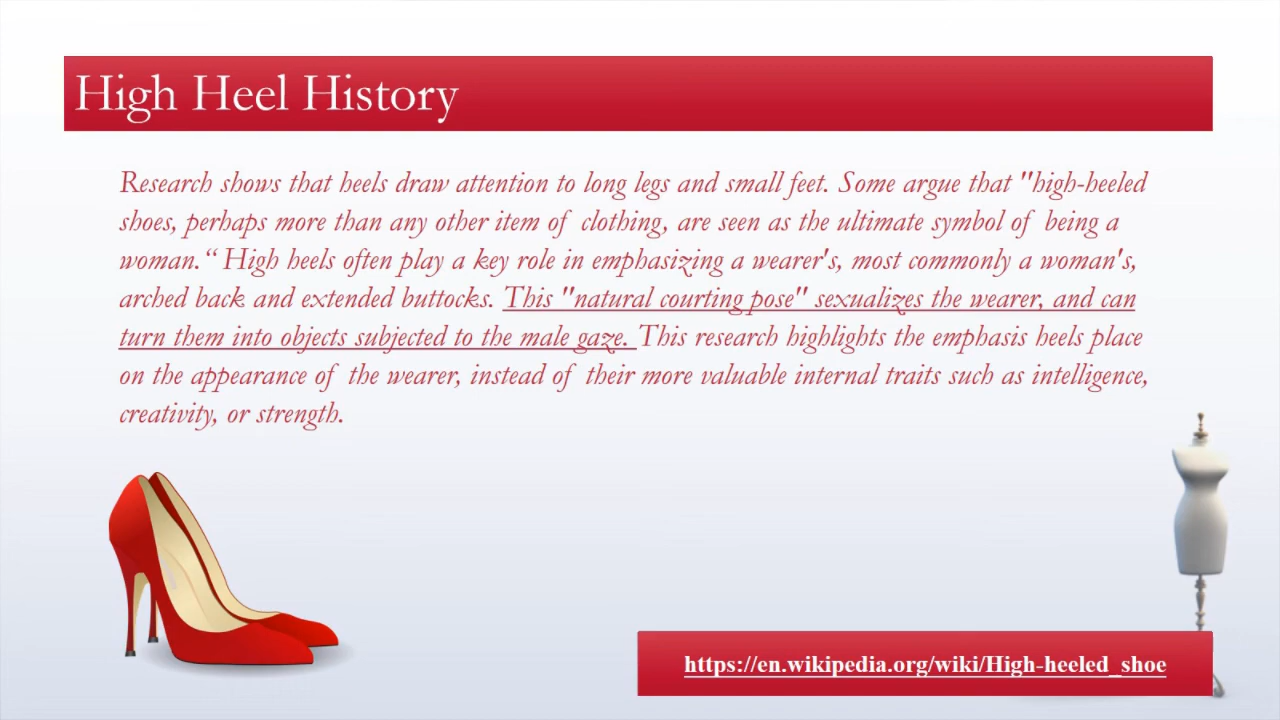 High Heel History
Research shows that heels draw attention to long legs and small feet. Some argue that "high-heeled
shoes, perhaps more than any other item of clothing, are seen as the ultimate symbol of being a
woman.“ High heels often play a key role in emphasizing a wearer's, most commonly a woman's,
arched back and extended buttocks. This "natural courting pose" sexualizes the wearer, and can
turn them into objects subjected to the male gaze. This research highlights the emphasis heels place
on the appearance of the wearer, instead of their more valuable internal traits such as intelligence,
creativity, or strength.
https://en.wikipedia.org/wiki/High-heeled_shoe